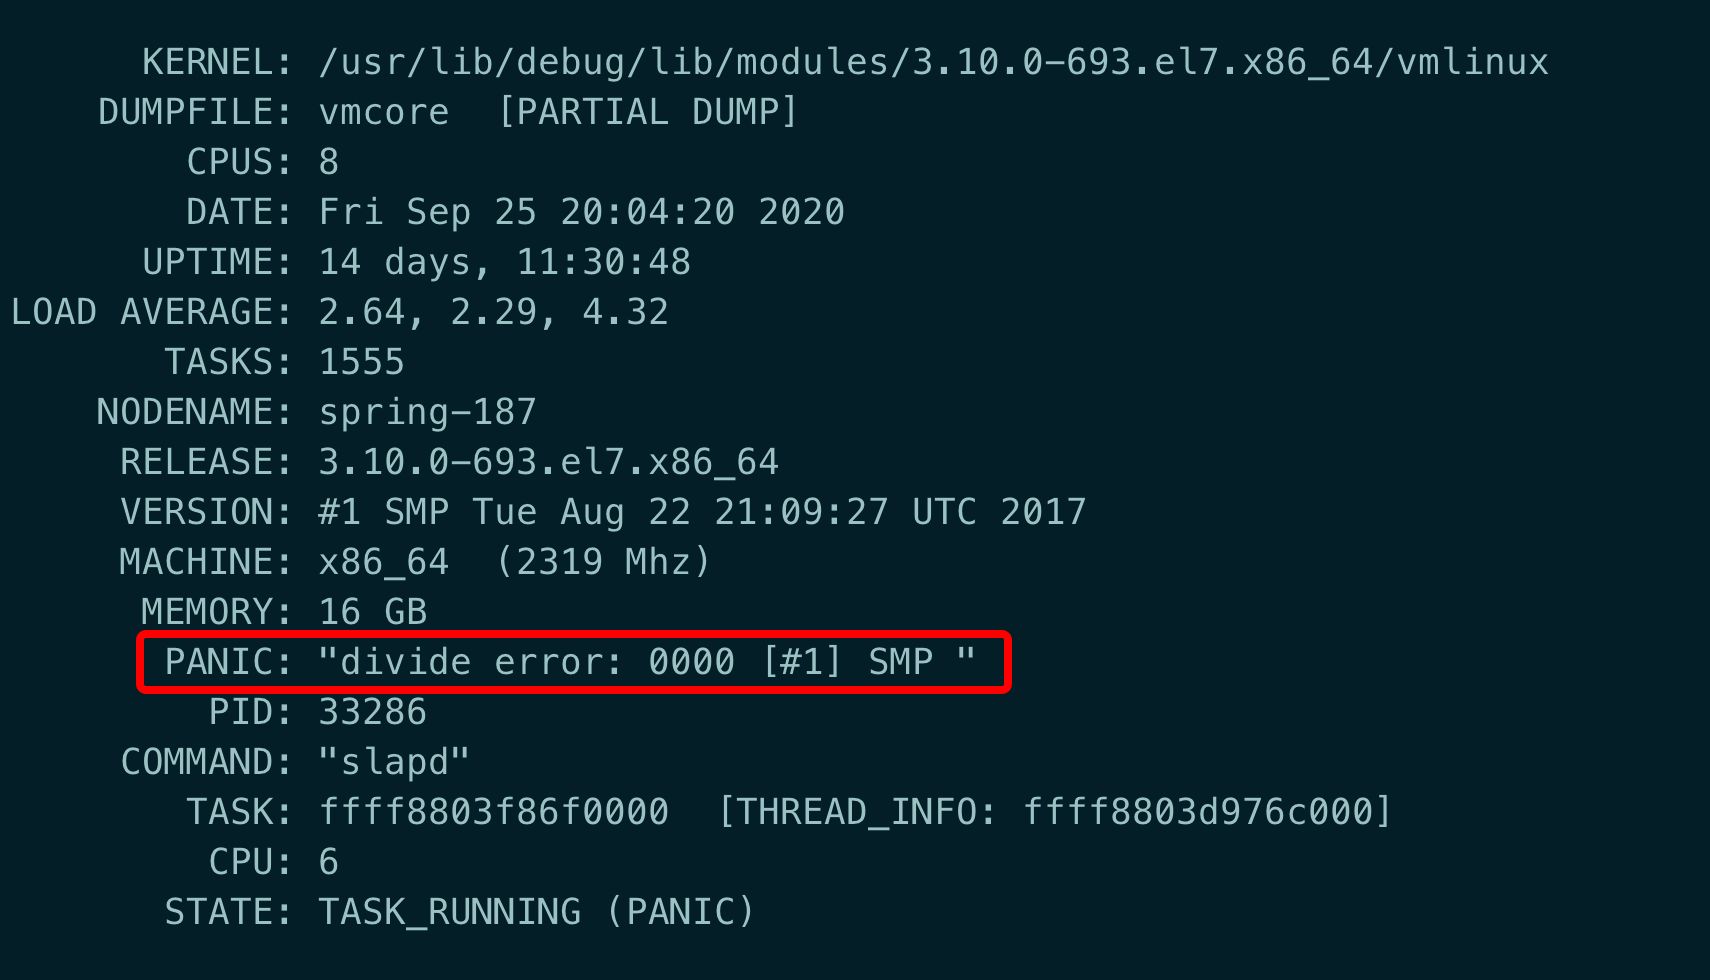 KERNEL: /usr/lib/debug/lib/modules/3.10.0-693.el7.x86_64/vmlinux
DUMPFILE: vmcore  [PARTIAL DUMP]
CPUS: 8
DATE: Fri Sep 25 20:04:20 2020
UPTIME: 14 days, 11:30:48
LOAD AVERAGE: 2.64, 2.29, 4.32
TASKS: 1555
NODENAME: spring-187
RELEASE: 3.10.0-693.el7.x86_64
VERSION: #1 SMP Tue Aug 22 21:09:27 UTC 2017
MACHINE: x86_64  (2319 Mhz)
MEMORY: 16 GB
PANIC: "divide error: 0000 [#1] SMP "
PID: 33286
COMMAND: "slapd"
TASK: ffff8803f86f0000  [THREAD_INFO: ffff8803d976c000]
CPU: 6
STATE: TASK_RUNNING (PANIC)